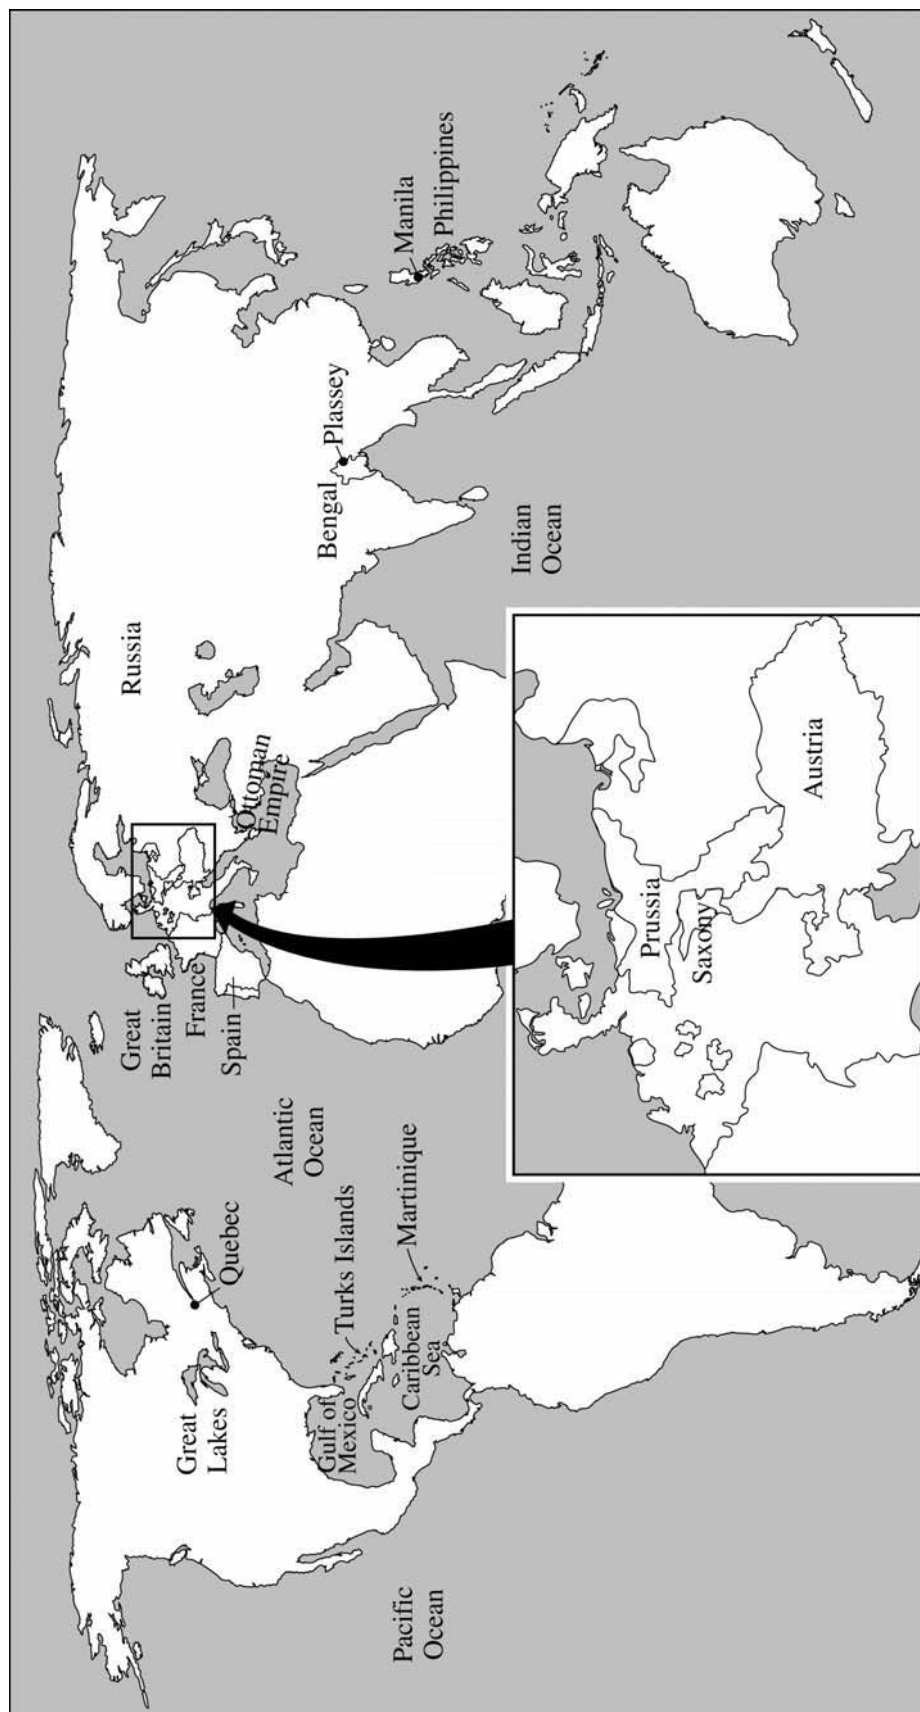 Russia
Great
Britain
France
Spain
Ottoman
Empire
Quebec
Great
Lakes
Atlantic
Ocean
Turks Islands
Gulf of
Mexico
Martinique
Caribbean
Sea
Pacific
Ocean
Bengal
Plassey
Manila
Philippines
Indian
Ocean
Prussia
Saxony
Austria